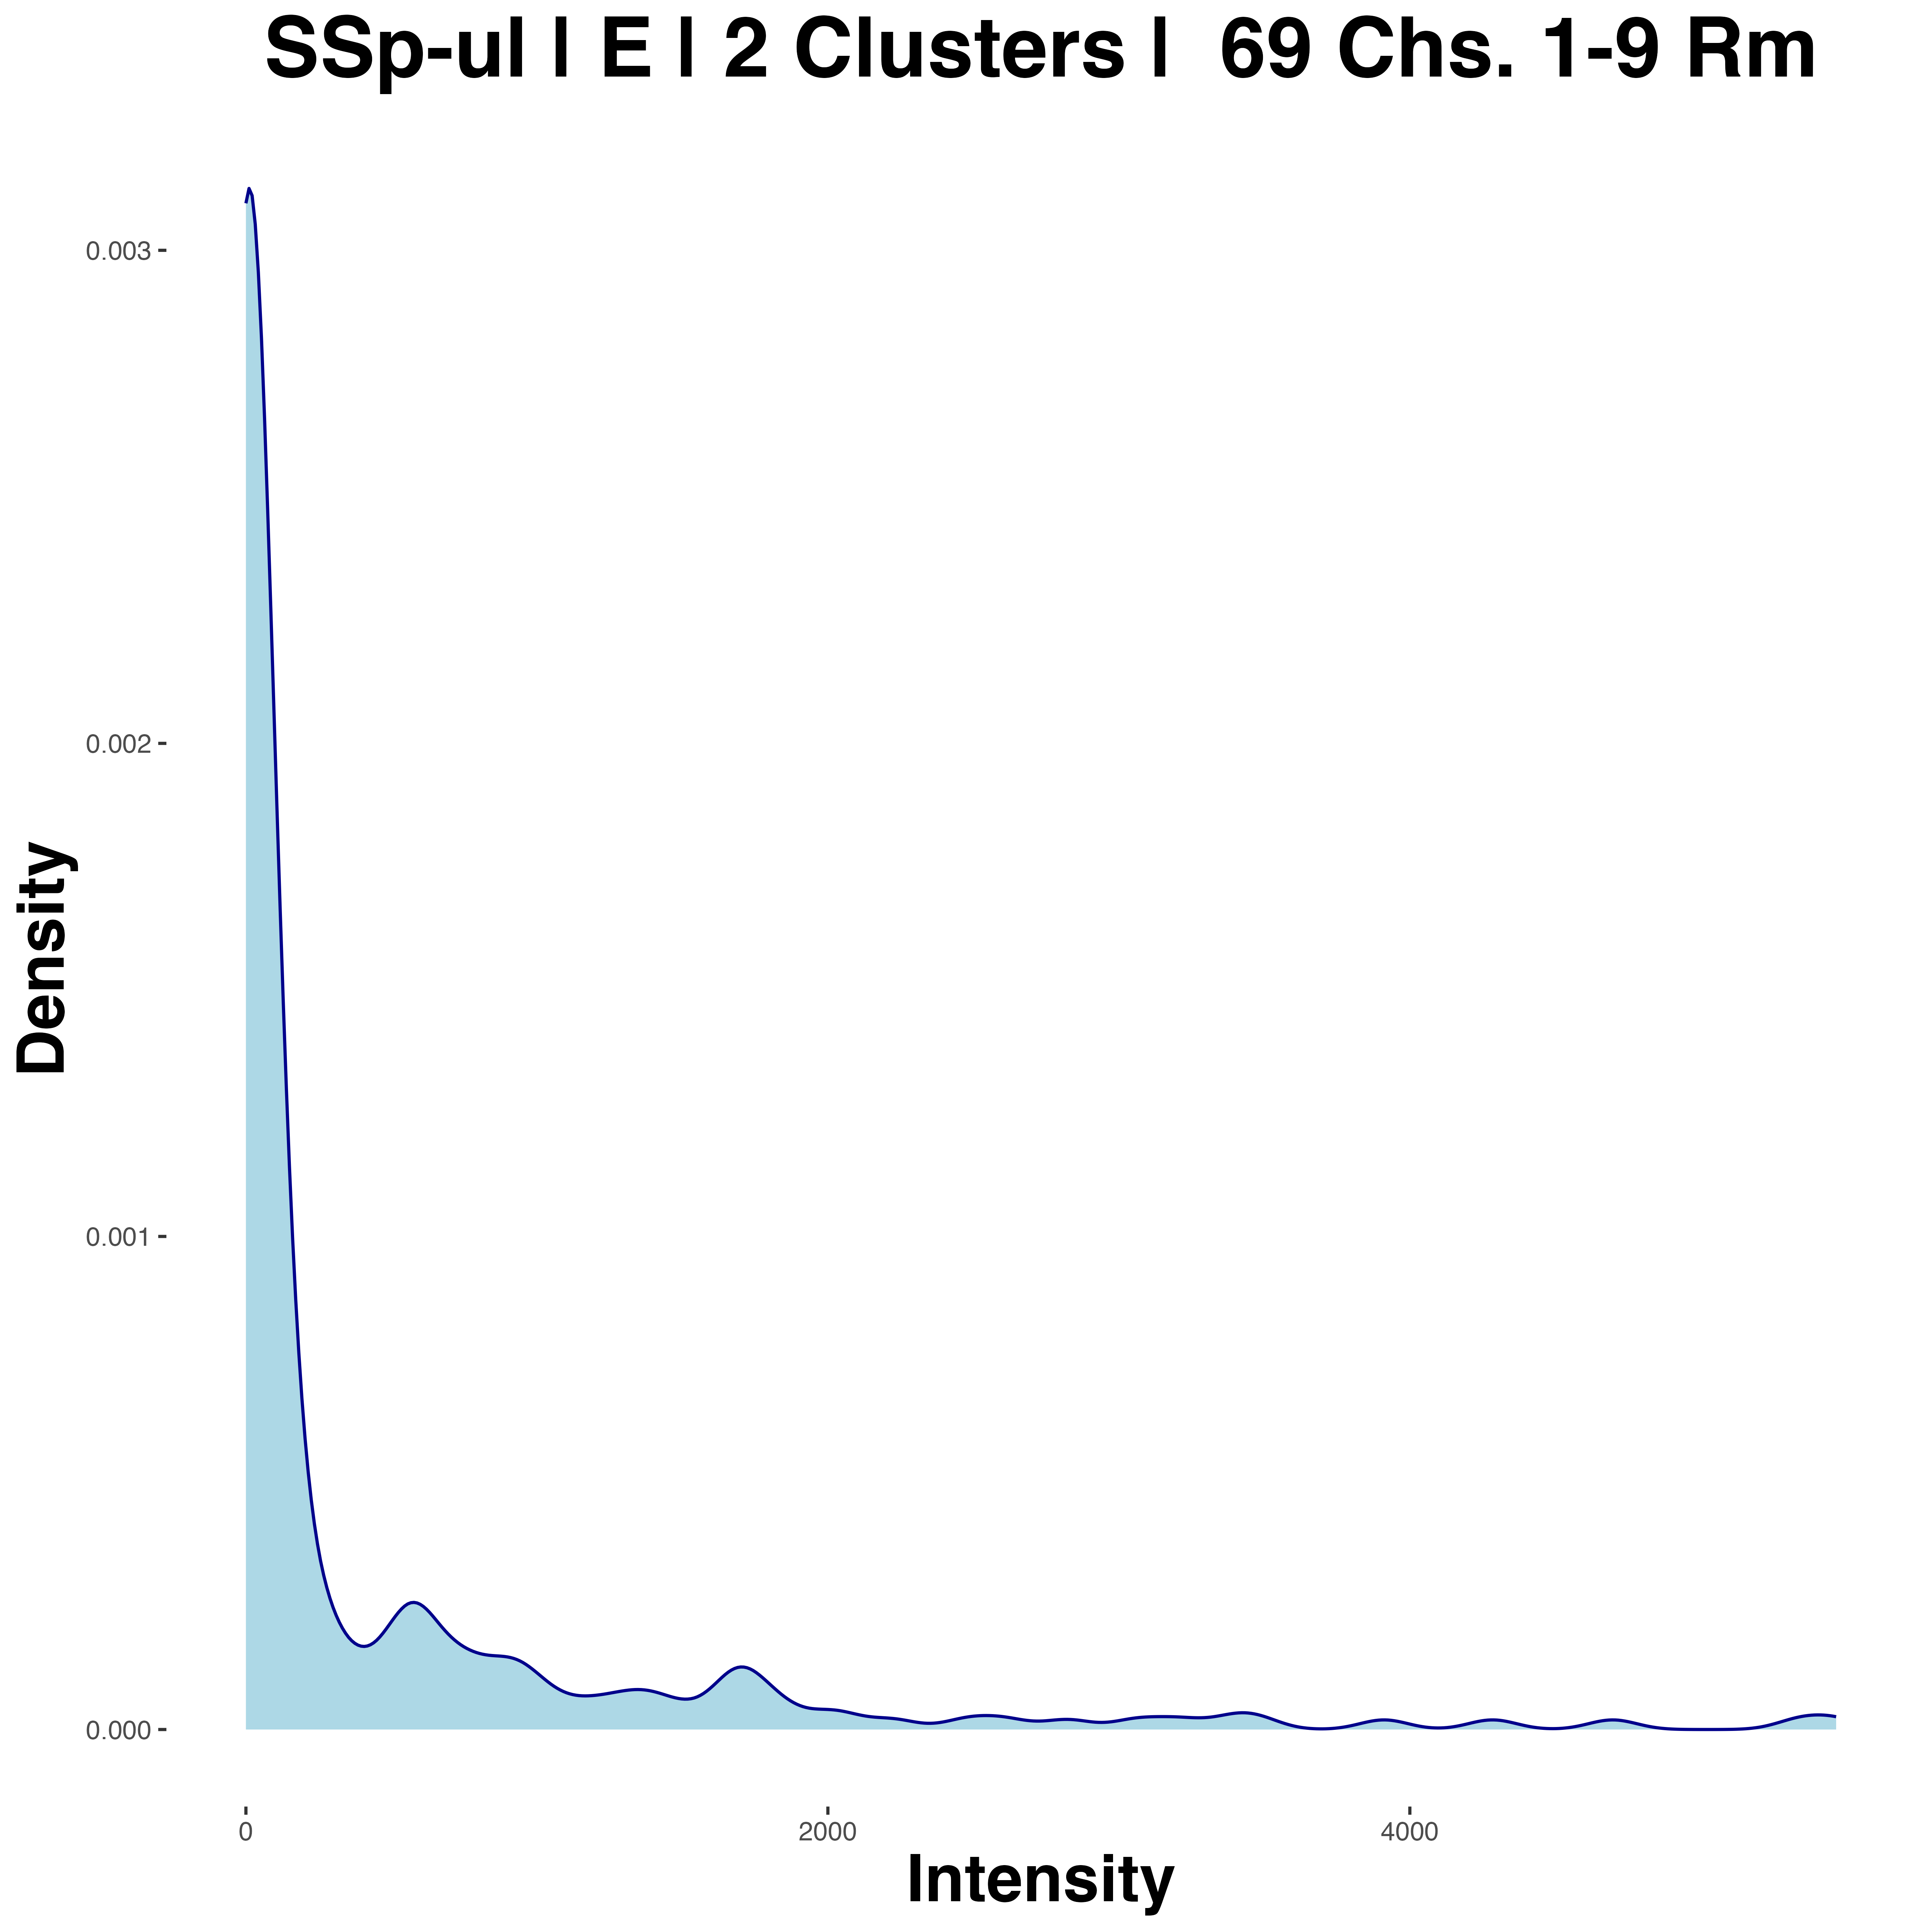 SSp-ul | E | 2 Clusters |  69 Chs. 1-9 Rm
0.003
0.002
0.001
0.000
Density
0
2000
4000
Intensity